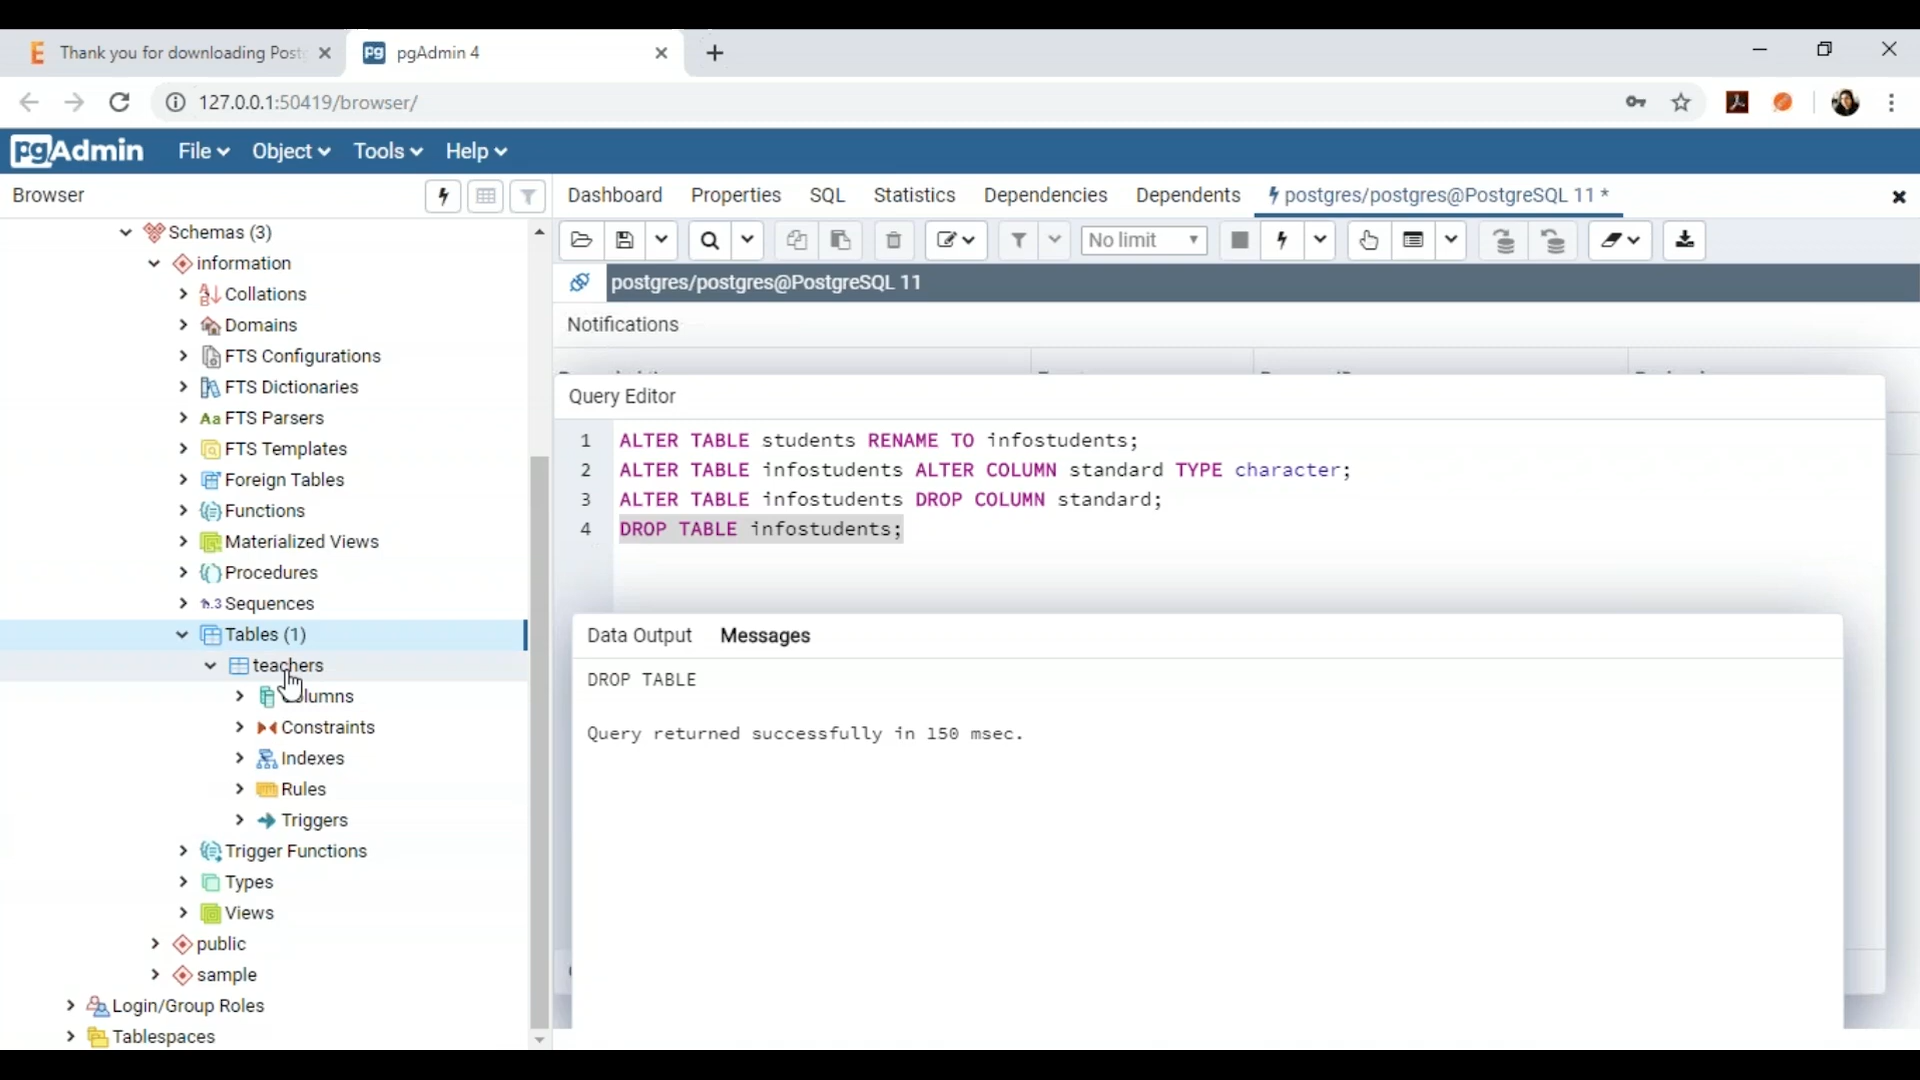 Thank you for downloading Post
pgAdmin 4
127.0.0.1:50419/browser/
pgAdmin
File
Object
Tools
Help
Browser
Dashboard
Properties
SQL
Statistics
Dependencies
Dependents
postgres/postgres@PostgreSQL 11 *
Schemas (3)
information
Collations
Domains
FTS Configurations
FTS Dictionaries
FTS Parsers
FTS Templates
Foreign Tables
Functions
Materialized Views
Procedures
Sequences
Tables (1)
teachers
Constraints
Indexes
Rules
Triggers
Trigger Functions
Types
Views
public
sample
Login/Group Roles
Tablespaces
No limit
postgres/postgres@PostgreSQL 11
Notifications
Query Editor
1 ALTER TABLE students RENAME TO infostudents;
2 ALTER TABLE infostudents ALTER COLUMN standard TYPE character;
3 ALTER TABLE infostudents DROP COLUMN standard;
4 DROP TABLE infostudents;
Data Output
Messages
DROP TABLE
Query returned successfully in 150 msec.